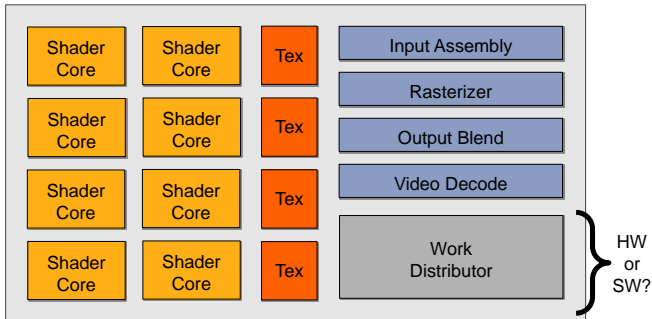 Shader
Core
Shader
Core
Tex
Input Assembly
Shader
Core
Shader
Core
Tex
Rasterizer
Output Blend
Shader
Core
Shader
Core
Tex
Video Decode
Shader
Core
Shader
Core
Tex
Work
Distributor
HW
or
SW?